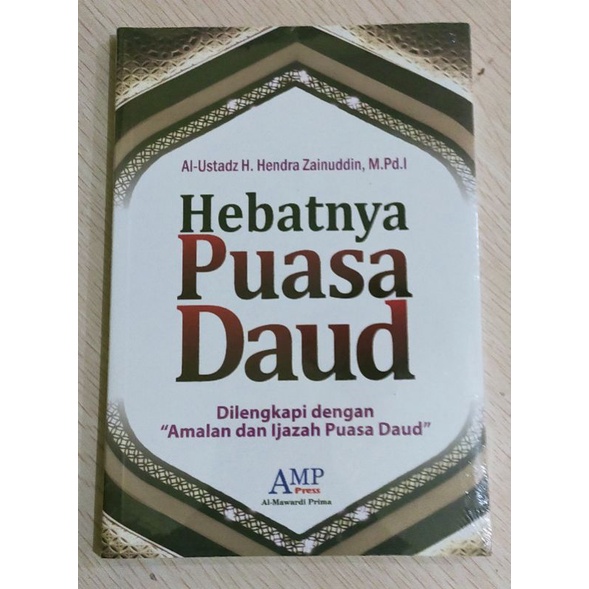 Al-Ustadz H. Hendra Zainuddin, M.Pd.I
Hebatnya
Puasa
Daud
Dilengkapi dengan
“Amalan dan Ijazah Puasa Daud”
AMP
Press
Al-Mawardi Prima